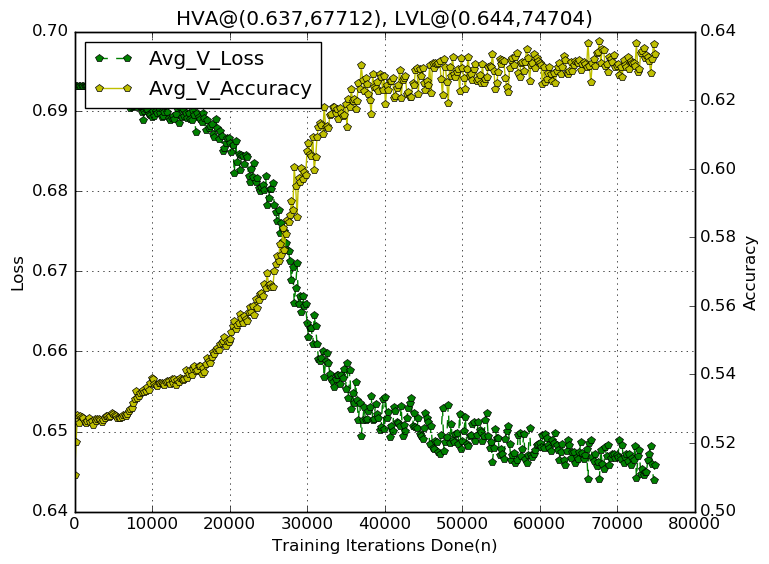 HVA@(0.637,67712), LVL@(0.644,74704)
Avg_V_Loss
Avg_V_Accuracy
0.70
0.69
0.68
0.67
0.66
0.65
0.64
Loss
0.64
0.62
0.60
0.58
0.56
0.54
0.52
0.50
Accuracy
0 10000 20000 30000 40000 50000 60000 70000 80000
Training Iterations Done(n)